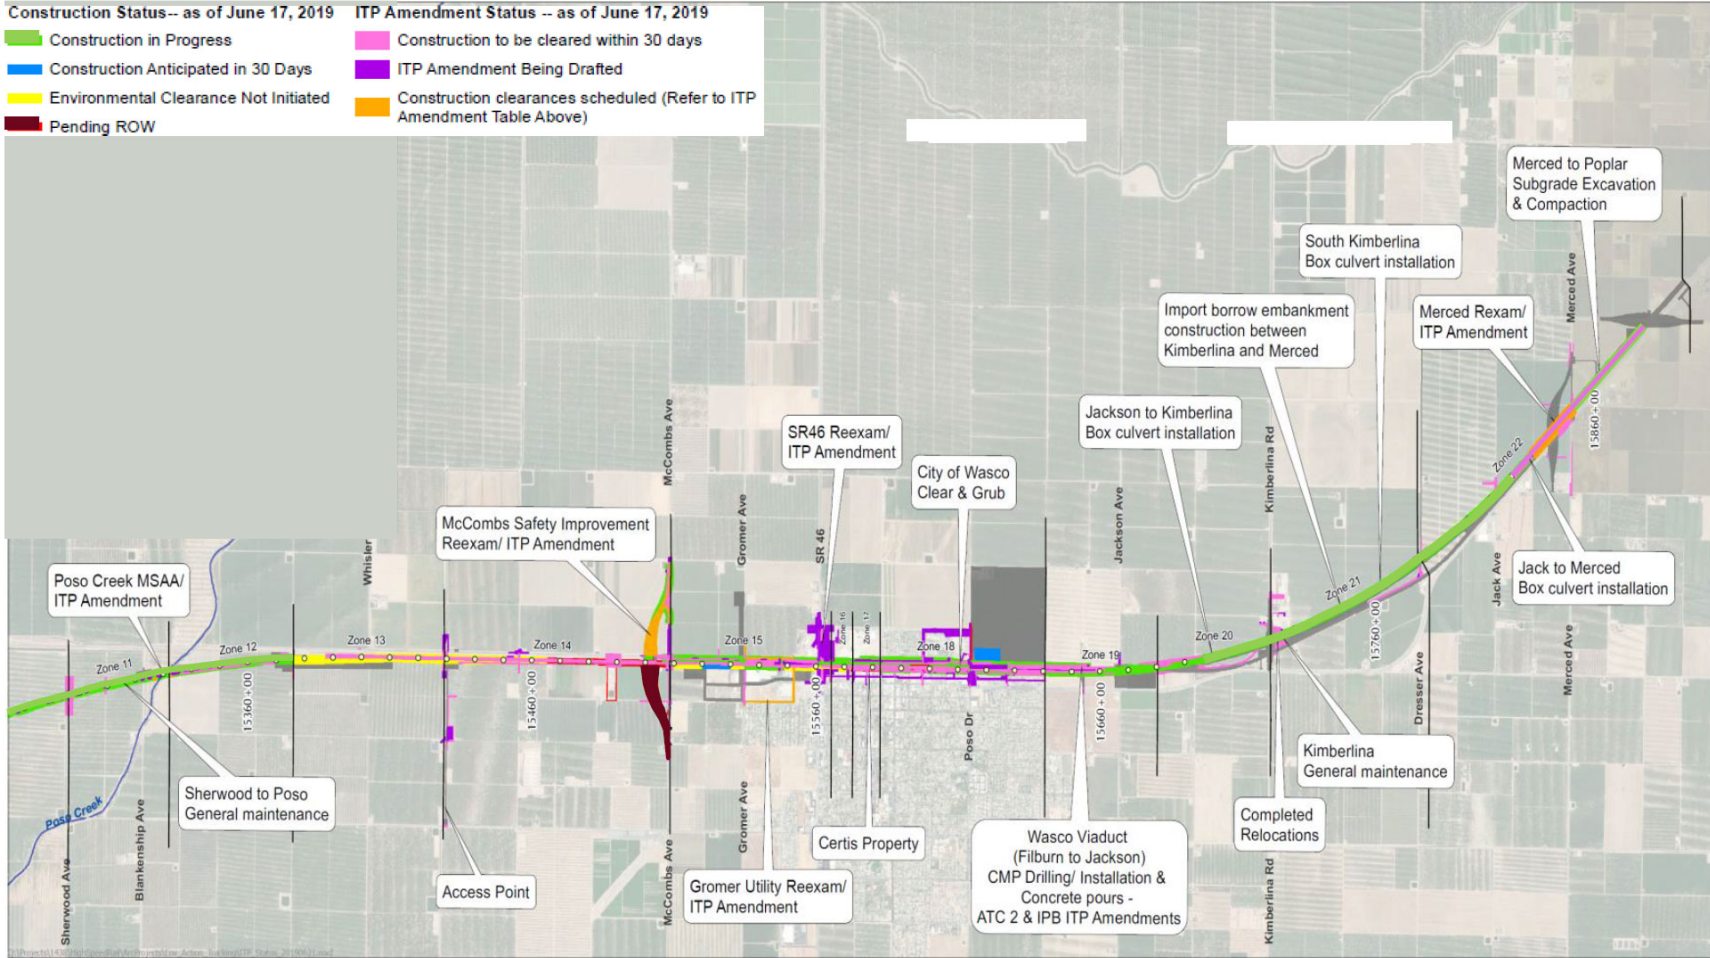 Construction Status-- as of June 17, 2019
Construction in Progress
Construction Anticipated in 30 Days
Environmental Clearance Not Initiated
Pending ROW
ITP Amendment Status -- as of June 17, 2019
Construction to be cleared within 30 days
ITP Amendment Being Drafted
Construction clearances scheduled (Refer to ITP
Amendment Table Above)
Merced to Poplar
Subgrade Excavation
& Compaction
South Kimberlina
Box culvert installation
Import borrow embankment
construction between
Kimberlina and Merced
Merced Rexam/
ITP Amendment
Merced Ave
15860+00
Jackson to Kimberlina
Box culvert installation
SR46 Reexam/
ITP Amendment
City of Wasco
Clear & Grub
McCombs Safety Improvement
Reexam/ ITP Amendment
McCombs Ave
Gromer Ave
SR 46
Jackson Ave
Kimberlina Rd
Zone 22
Jack to Merced
Box culvert installation
Jack Ave
Whisler
Poso Creek MSAA/
ITP Amendment
Zone 11
Zone 12
Zone 13
Zone 14
Zone 15
Zone 16
Zone 17
Zone 18
Zone 19
Zone 20
Zone 21
15360+00
15460+00
15560+00
15660+00
15760+00
Dresser Ave
Merced Ave
Poso Dr
Sherwood to Poso
General maintenance
Poso Creek
Blankenship Ave
Sherwood Ave
Access Point
McCombs Ave
Gromer Ave
Gromer Utility Reexam/
ITP Amendment
Certis Property
Wasco Viaduct
(Filburn to Jackson)
CMP Drilling/ Installation &
Concrete pours -
ATC 2 & IPB ITP Amendments
Completed
Relocations
Kimberlina
General maintenance
Kimberlina Rd